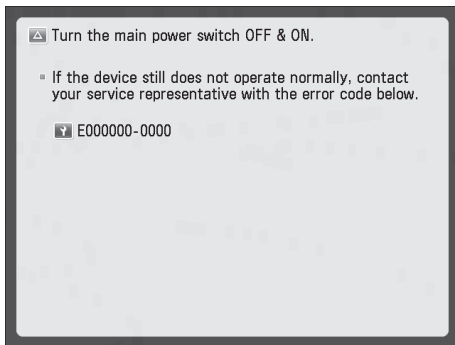 Turn the main power switch OFF & ON.
If the device still does not operate normally, contact
your service representative with the error code below.
E000000-0000